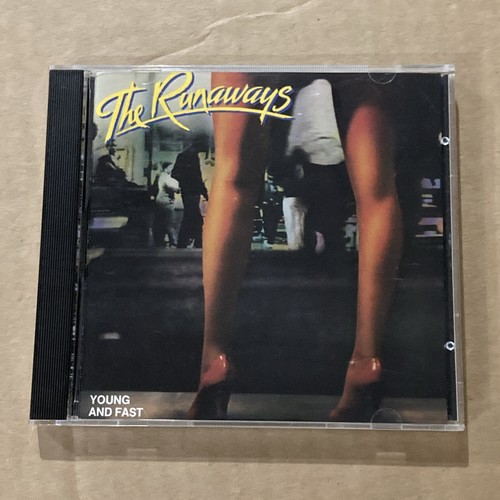 The Runaways
YOUNG
AND FAST